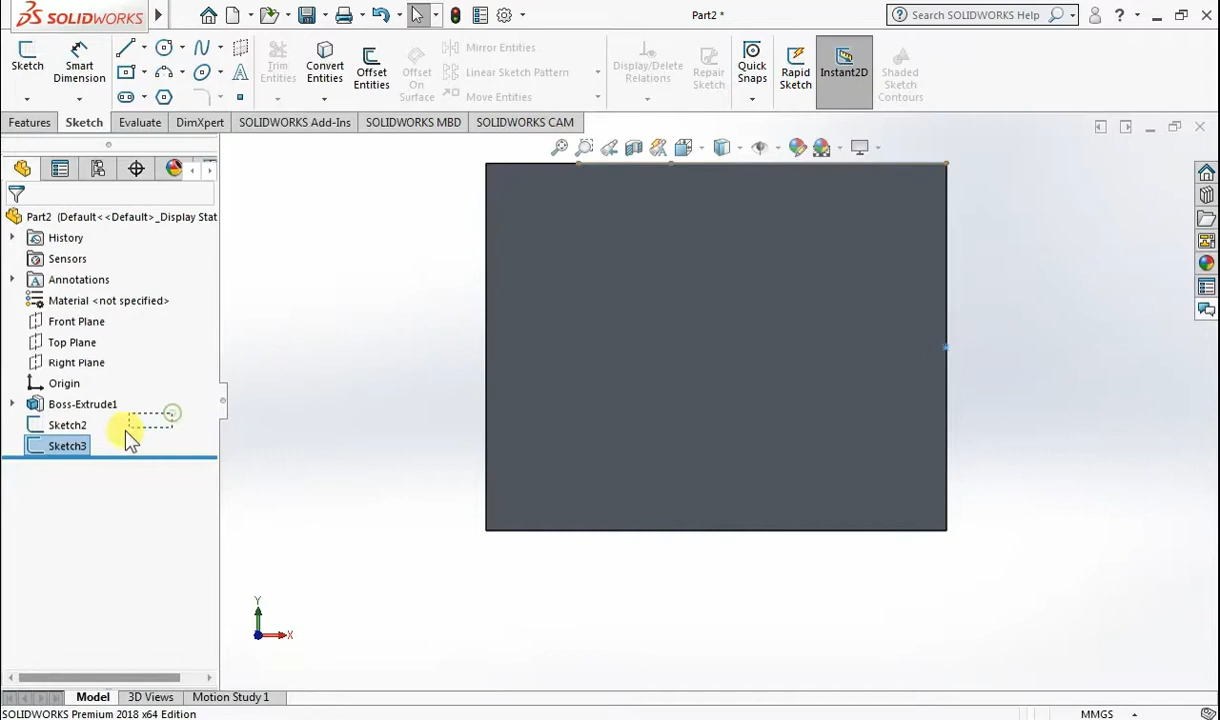 SOLIDWORKS
Part2 *
Search SOLIDWORKS Help
Sketch
Smart Dimension
Trim Entities
Convert Entities
Offset Entities
Offset On Surface
Mirror Entities
Linear Sketch Pattern
Move Entities
Display/Delete Relations
Repair Sketch
Quick Snaps
Rapid Sketch
Instant2D
Shaded Sketch Contours
Features
Sketch
Evaluate
DimXpert
SOLIDWORKS Add-Ins
SOLIDWORKS MBD
SOLIDWORKS CAM
Part2 (Default<<Default>_Display Stat
History
Sensors
Annotations
Material <not specified>
Front Plane
Top Plane
Right Plane
Origin
Boss-Extrude1
Sketch2
Sketch3
Y
X
Model
3D Views
Motion Study 1
SOLIDWORKS Premium 2018 x64 Edition
MMGS